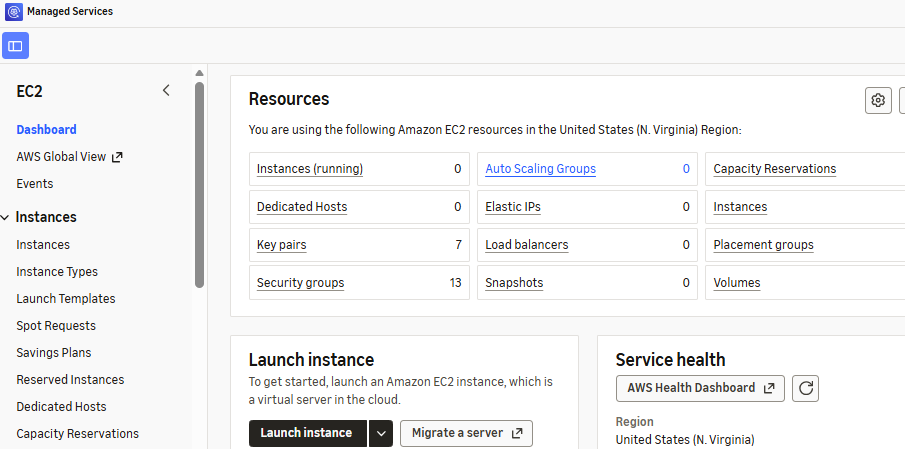 Managed Services
EC2
Dashboard
AWS Global View
Events
Instances
Instances
Instance Types
Launch Templates
Spot Requests
Savings Plans
Reserved Instances
Dedicated Hosts
Capacity Reservations
Resources
You are using the following Amazon EC2 resources in the United States (N. Virginia) Region:
Instances (running) 0
Auto Scaling Groups 0
Capacity Reservations
Dedicated Hosts 0
Elastic IPs 0
Instances
Key pairs 7
Load balancers 0
Placement groups
Security groups 13
Snapshots 0
Volumes
Launch instance
To get started, launch an Amazon EC2 instance, which is
a virtual server in the cloud.
Launch instance
Migrate a server
Service health
AWS Health Dashboard
Region
United States (N. Virginia)